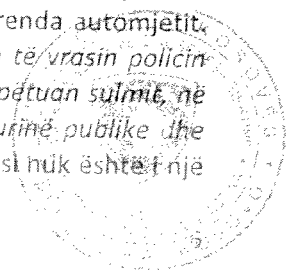 renda automjetit,
të vrasin policin
petuan sulmit, në
urinë publike dhe
si nuk është i një